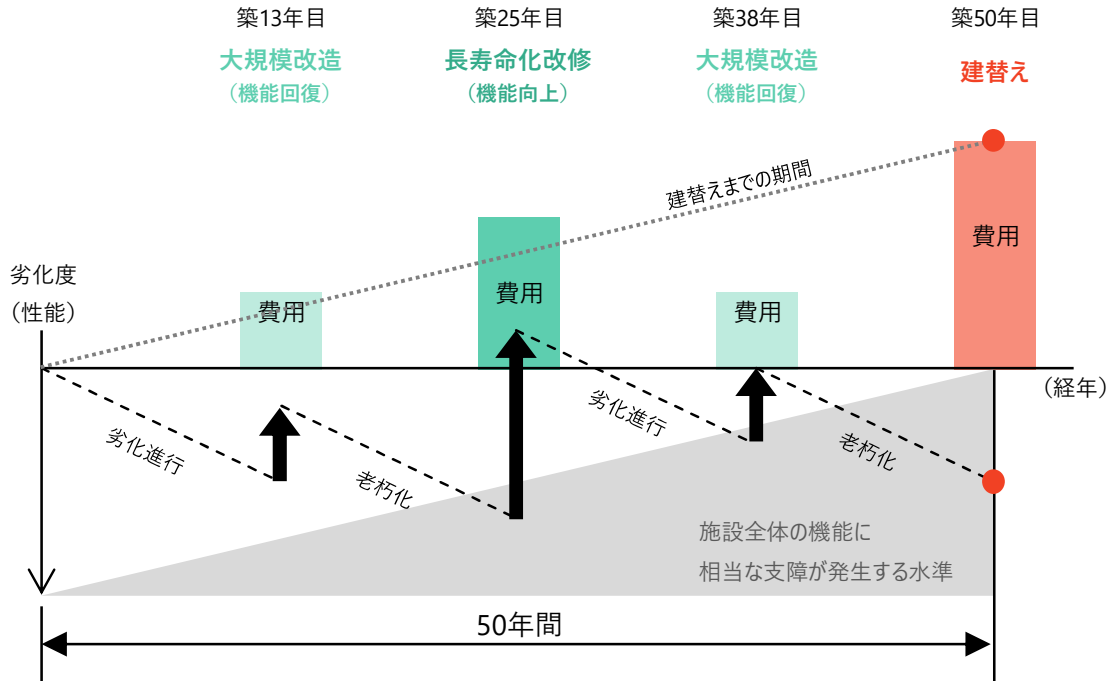 築13年目
大規模改造
（機能回復）
築25年目
長寿命化改修
（機能向上）
築38年目
大規模改造
（機能回復）
築50年目
建替え
建替えまでの期間
費用
費用
費用
費用
劣化度
（性能）
（経年）
劣化進行
老朽化
劣化進行
老朽化
施設全体の機能に
相当な支障が発生する水準
50年間